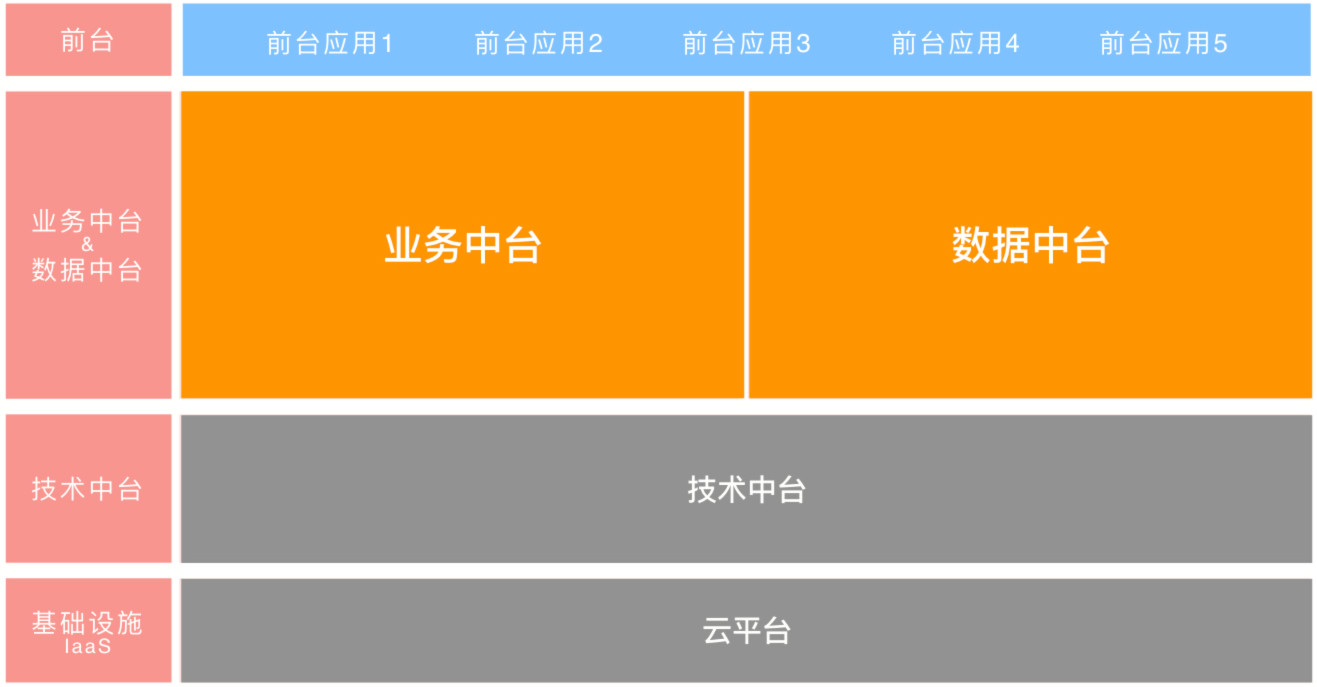 前台
前台应用1 前台应用2 前台应用3 前台应用4 前台应用5
业务中台
&
数据中台
业务中台
数据中台
技术中台
技术中台
基础设施
IaaS
云平台